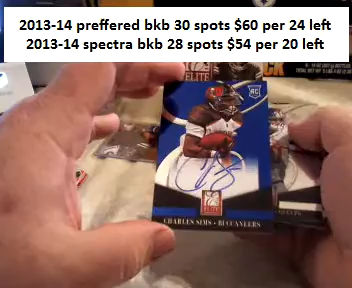 2013-14 preffered bkb 30 spots $60 per 24 left
2013-14 spectra bkb 28 spots $54 per 20 left
ELITE
RC
ELITE
CHARLES SIMS • BUCCANEERS